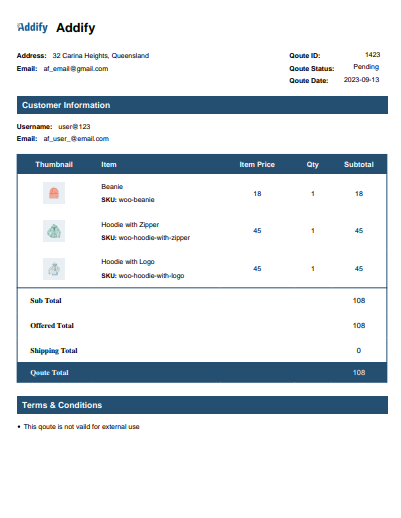 Addify Addify
Address: 32 Carina Heights, Queensland
Email: af_email@gmail.com
Qoute ID: 1423
Qoute Status: Pending
Qoute Date: 2023-09-13
Customer Information
Username: user@123
Email: af_user_@email.com
Thumbnail Item Item Price Qty Subtotal
Beanie
SKU: woo-beanie
18 1 18
Hoodie with Zipper
SKU: woo-hoodie-with-zipper
45 1 45
Hoodie with Logo
SKU: woo-hoodie-with-logo
45 1 45
Sub Total 108
Offered Total 108
Shipping Total 0
Qoute Total 108
Terms & Conditions
• This qoute is not vaild for external use